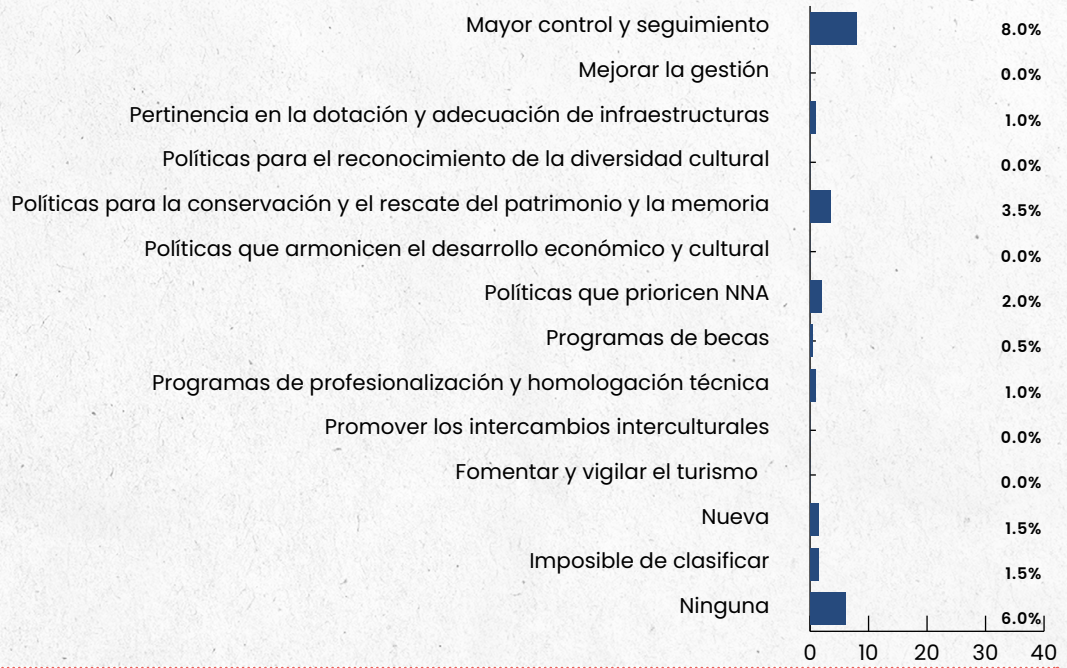 Mayor control y seguimiento 8.0%
Mejorar la gestión 0.0%
Pertinencia en la dotación y adecuación de infraestructuras 1.0%
Políticas para el reconocimiento de la diversidad cultural 0.0%
Políticas para la conservación y el rescate del patrimonio y la memoria 3.5%
Políticas que armonicen el desarrollo económico y cultural 0.0%
Políticas que prioricen NNA 2.0%
Programas de becas 0.5%
Programas de profesionalización y homologación técnica 1.0%
Promover los intercambios interculturales 0.0%
Fomentar y vigilar el turismo 0.0%
Nueva 1.5%
Imposible de clasificar 1.5%
Ninguna 6.0%
0 10 20 30 40